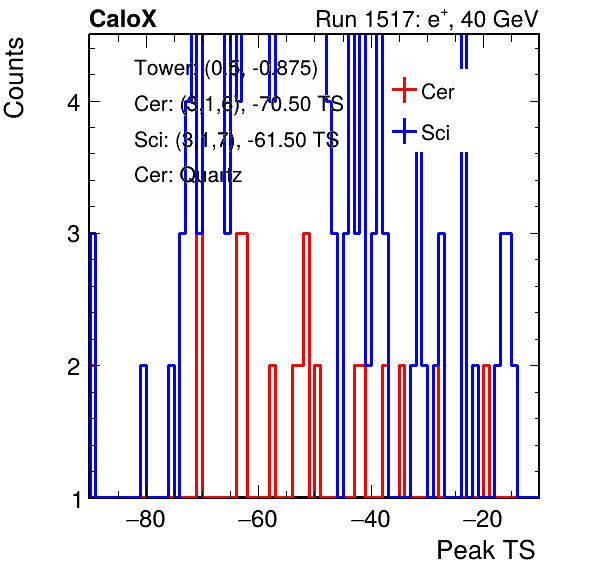 CaloX
Run 1517: e+, 40 GeV
Counts
Tower: (0.5, -0.875)
Cer: (3,1,6), -70.50 TS
Sci: (3,1,7), -61.50 TS
Cer: Quartz
Cer
Sci
4
3
2
1
−80
−60
−40
−20
Peak TS